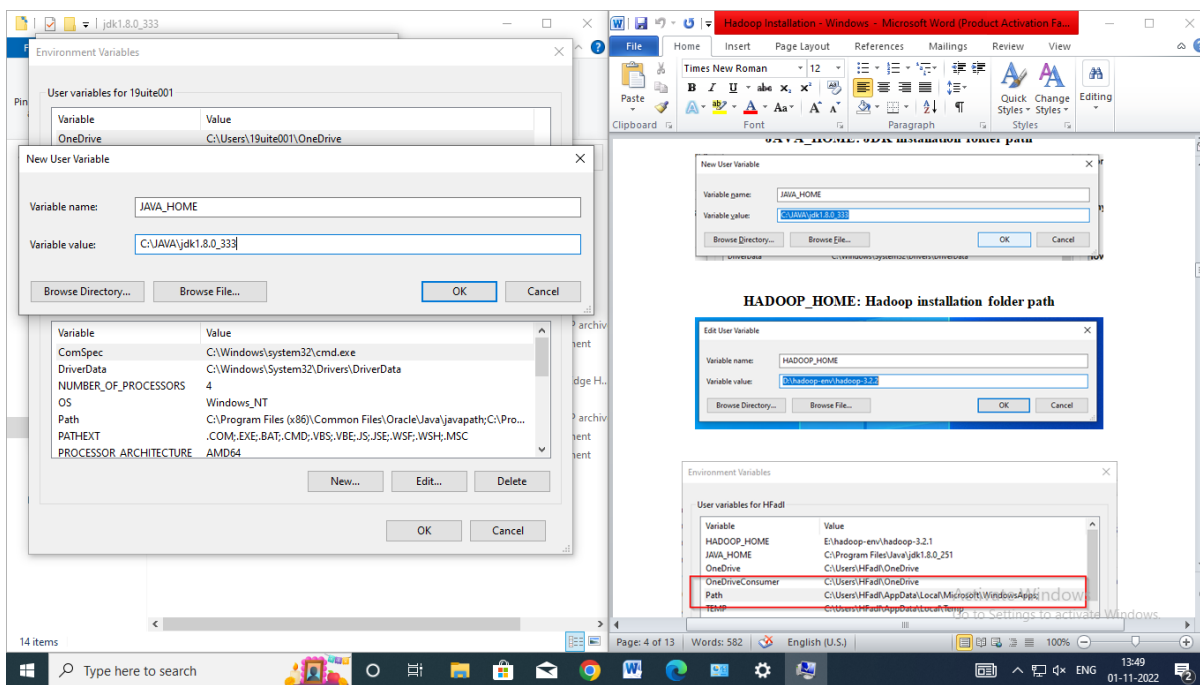 jdk1.8.0_333
Environment Variables
User variables for 19uite001
Variable Value
OneDrive C:\Users\19uite001\OneDrive
New User Variable
Variable name: JAVA_HOME
Variable value: C:\JAVA\jdk1.8.0_333
Browse Directory... Browse File... OK Cancel
Variable Value
ComSpec C:\Windows\system32\cmd.exe
DriverData C:\Windows\System32\Drivers\DriverData
NUMBER_OF_PROCESSORS 4
OS Windows_NT
Path C:\Program Files (x86)\Common Files\Oracle\Java\javapath;C:\Pro...
PATHEXT .COM;.EXE;.BAT;.CMD;.VBS;.VBE;.JS;.JSE;.WSF;.WSH;.MSC
PROCESSOR_ARCHITECTURE AMD64
New... Edit... Delete
OK Cancel
14 items
Hadoop Installation - Windows - Microsoft Word (Product Activation Fa...
File Home Insert Page Layout References Mailings Review View
Paste
Times New Roman 12
Quick Styles Change Styles Editing
Clipboard Font Paragraph Styles
JAVA_HOME: JDK installation folder path
New User Variable
Variable name: JAVA_HOME
Variable value: C:\JAVA\jdk1.8.0_333
Browse Directory... Browse File... OK Cancel
DriverData C:\Windows\System32\Drivers\DriverData
HADOOP_HOME: Hadoop installation folder path
Edit User Variable
Variable name: HADOOP_HOME
Variable value: D:\hadoop-env\hadoop-3.2.2
Browse Directory... Browse File... OK Cancel
Environment Variables
User variables for HFadl
Variable Value
HADOOP_HOME E:\hadoop-env\hadoop-3.2.1
JAVA_HOME C:\Program Files\Java\jdk1.8.0_251
OneDrive C:\Users\HFadl\OneDrive
OneDriveConsumer C:\Users\HFadl\OneDrive
Path C:\Users\HFadl\AppData\Local\Microsoft\WindowsApps;
TEMP C:\Users\HFadl\AppData\Local\Temp
Activate Windows
Go to Settings to activate Windows.
Page: 4 of 13 Words: 582 English (U.S.) 100%
Type here to search
ENG 13:49
01-11-2022
2